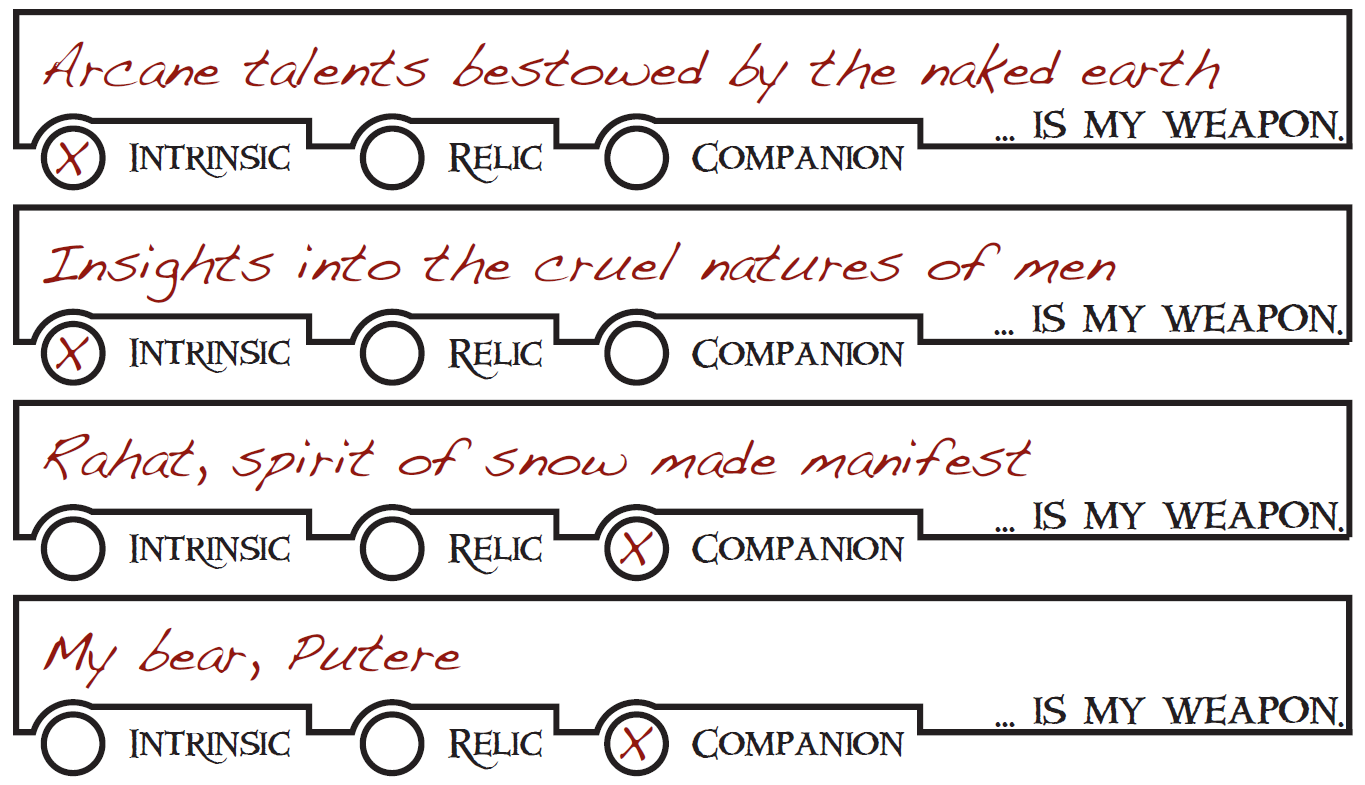 Arcane talents bestowed by the naked earth
... IS MY WEAPON.
X INTRINSIC RELIC COMPANION
Insights into the cruel natures of men
... IS MY WEAPON.
X INTRINSIC RELIC COMPANION
Rahat, spirit of snow made manifest
... IS MY WEAPON.
INTRINSIC RELIC X COMPANION
My bear, Putere
... IS MY WEAPON.
INTRINSIC RELIC X COMPANION